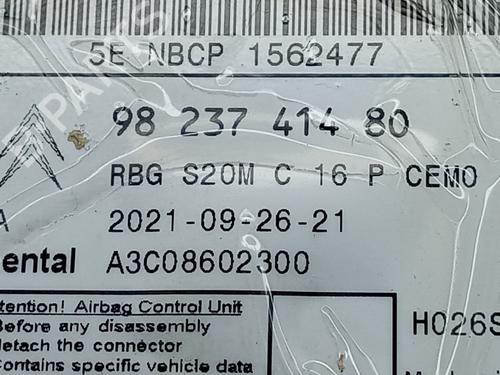 5E NBCP 1562477
98 237 414 80
RBG S20M C 16 P CEMO
A 2021-09-26-21
nental A3C08602300
ttention! Airbag Control Unit
Before any disassembly
detach the connector
Contains specific vehicle data
H026S